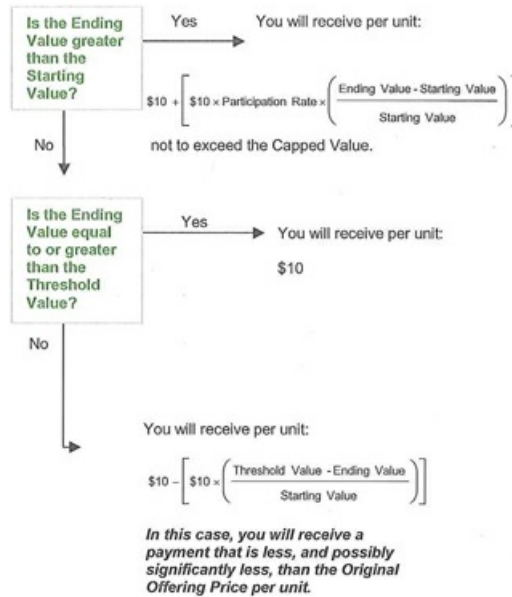 Is the Ending
Value greater
than the
Starting
Value?
Yes
You will receive per unit:
$10 + [ $10 × Participation Rate × ( Ending Value - Starting Value / Starting Value ) ]
not to exceed the Capped Value.
No
Is the Ending
Value equal
to or greater
than the
Threshold
Value?
Yes
You will receive per unit:
$10
No
You will receive per unit:
$10 – [ $10 × ( Threshold Value - Ending Value / Starting Value ) ]
In this case, you will receive a
payment that is less, and possibly
significantly less, than the Original
Offering Price per unit.